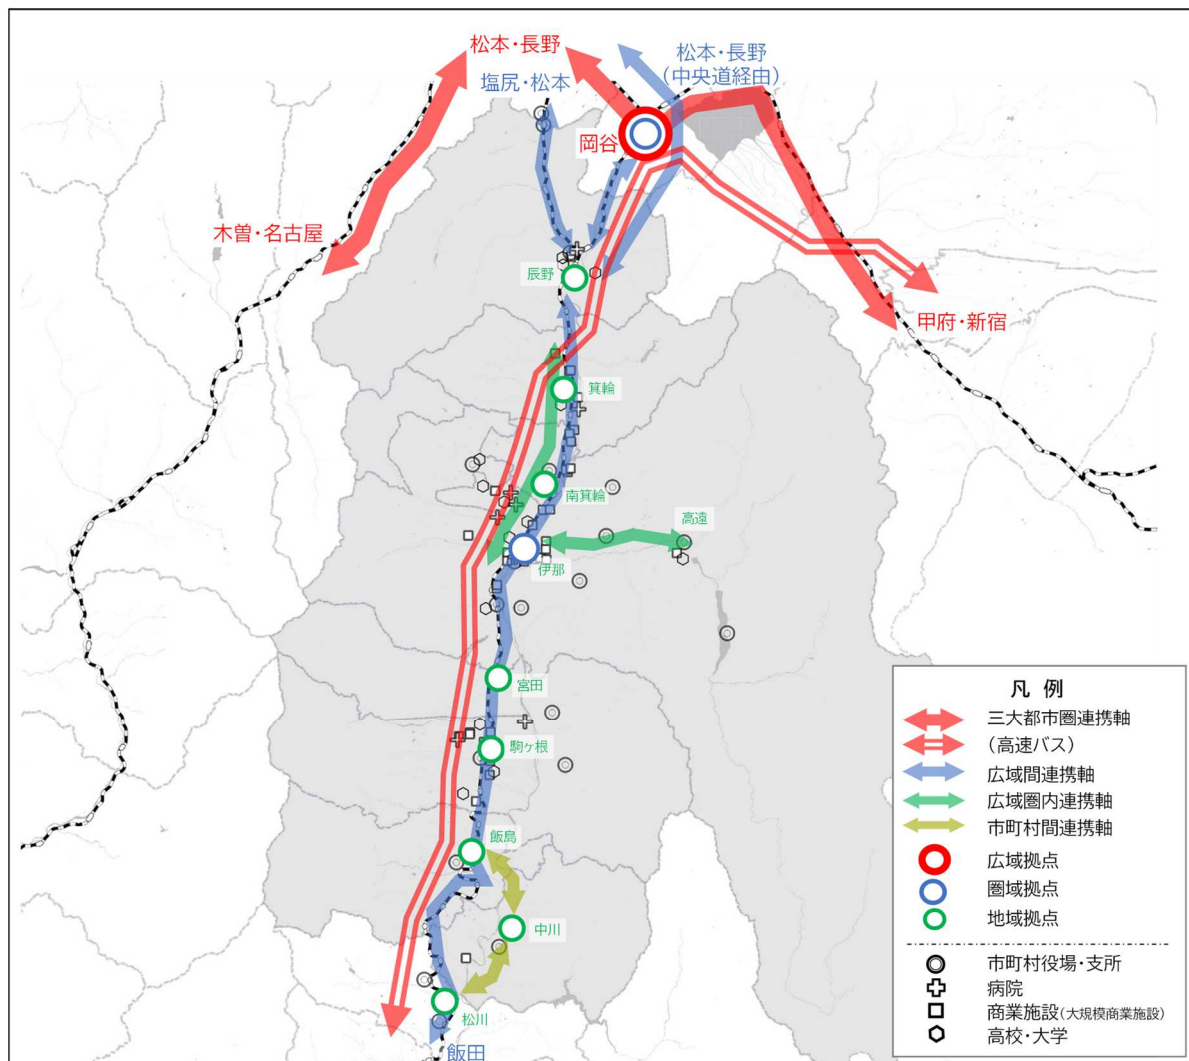 松本・長野
松本・長野
(中央道経由)
塩尻・松本
岡谷
木曽・名古屋
辰野
甲府・新宿
箕輪
南箕輪
高遠
伊那
宮田
駒ヶ根
飯島
中川
松川
飯田
凡 例
三大都市圏連携軸
(高速バス)
広域間連携軸
広域圏内連携軸
市町村間連携軸
広域拠点
圏域拠点
地域拠点
市町村役場・支所
病院
商業施設(大規模商業施設)
高校・大学